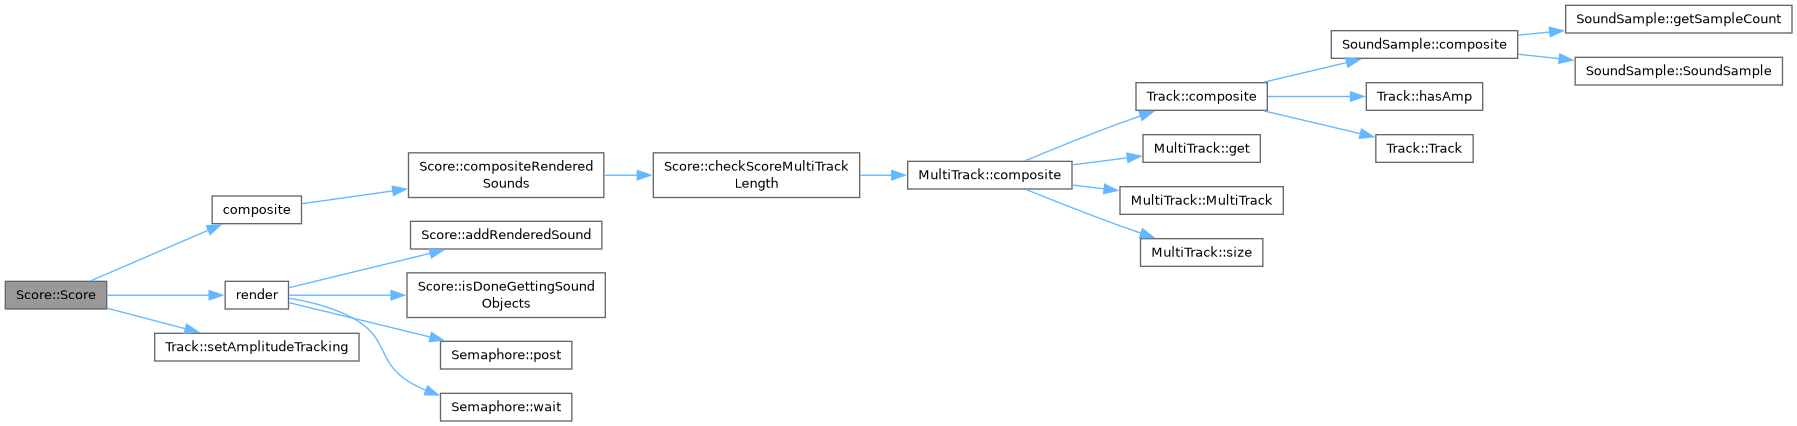 Score::Score
composite
render
Track::setAmplitudeTracking
Score::compositeRendered
Sounds
Score::addRenderedSound
Score::isDoneGettingSound
Objects
Semaphore::post
Semaphore::wait
Score::checkScoreMultiTrack
Length
MultiTrack::composite
Track::composite
MultiTrack::get
MultiTrack::MultiTrack
MultiTrack::size
SoundSample::composite
Track::hasAmp
Track::Track
SoundSample::getSampleCount
SoundSample::SoundSample